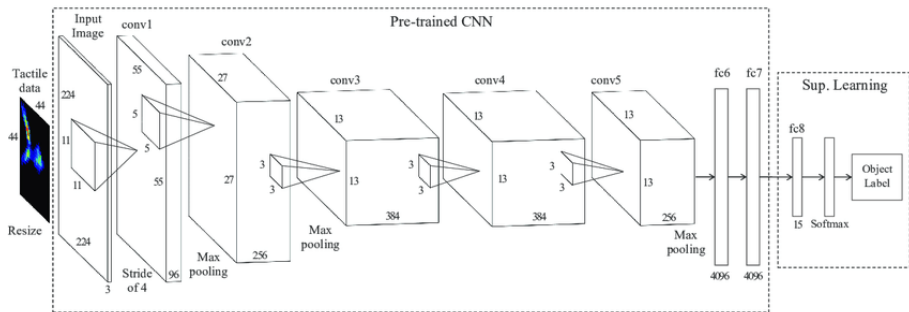 Pre-trained CNN
Input
Image
conv1
conv2
conv3
conv4
conv5
fc6
fc7
Sup. Learning
Tactile
data
44
44
Resize
224
11
11
224
3
55
5
5
55
Stride
of 4
96
27
27
Max
pooling
256
3
3
13
13
Max
pooling
384
3
3
13
13
384
3
3
13
13
256
Max
pooling
4096
4096
fc8
15
Softmax
Object
Label